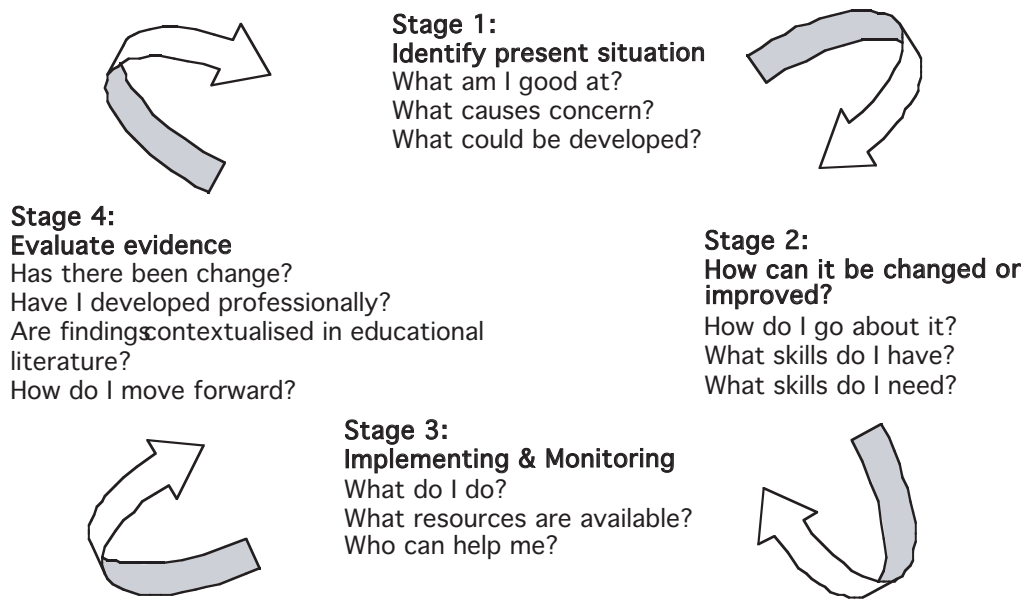 Stage 1:
Identify present situation
What am I good at?
What causes concern?
What could be developed?
Stage 2:
How can it be changed or
improved?
How do I go about it?
What skills do I have?
What skills do I need?
Stage 3:
Implementing & Monitoring
What do I do?
What resources are available?
Who can help me?
Stage 4:
Evaluate evidence
Has there been change?
Have I developed professionally?
Are findings contextualised in educational
literature?
How do I move forward?